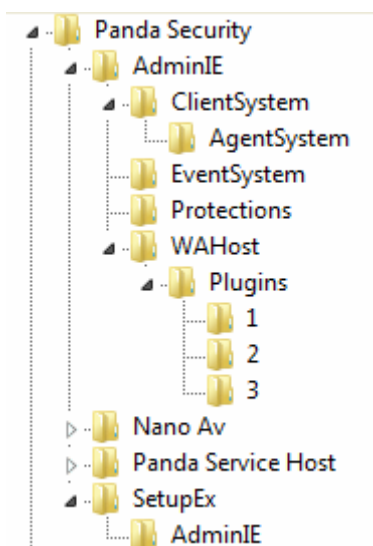 Panda Security
AdminIE
ClientSystem
AgentSystem
EventSystem
Protections
WAHost
Plugins
1
2
3
Nano Av
Panda Service Host
SetupEx
AdminIE